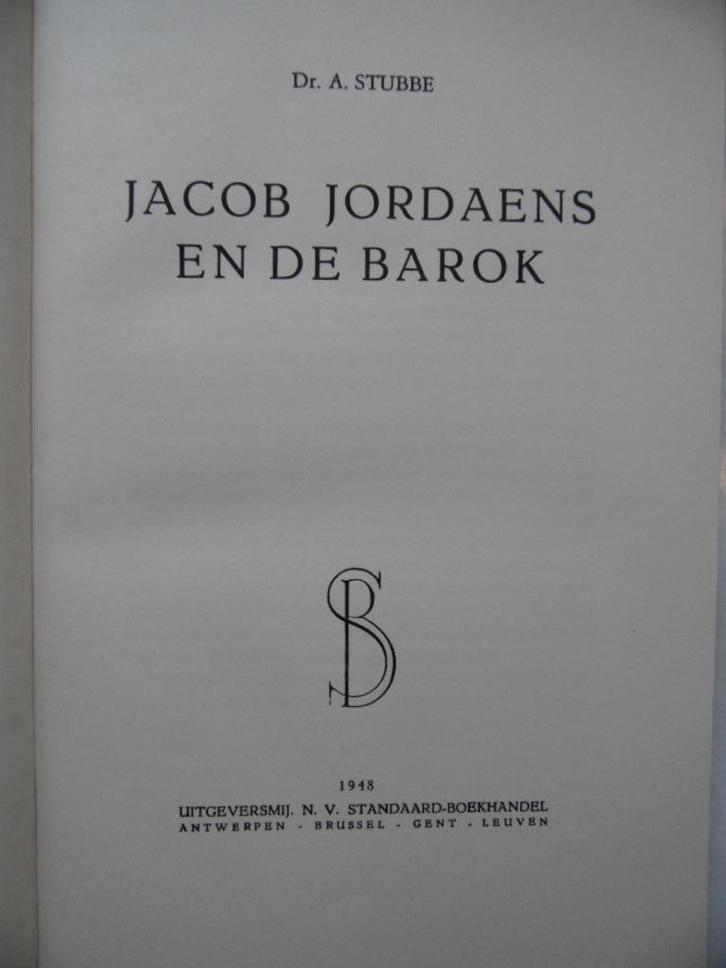 Dr. A. STUBBE
JACOB JORDAENS
EN DE BAROK
SB
1948
UITGEVERSMIJ. N. V. STANDAARD-BOEKHANDEL
ANTWERPEN - BRUSSEL - GENT - LEUVEN